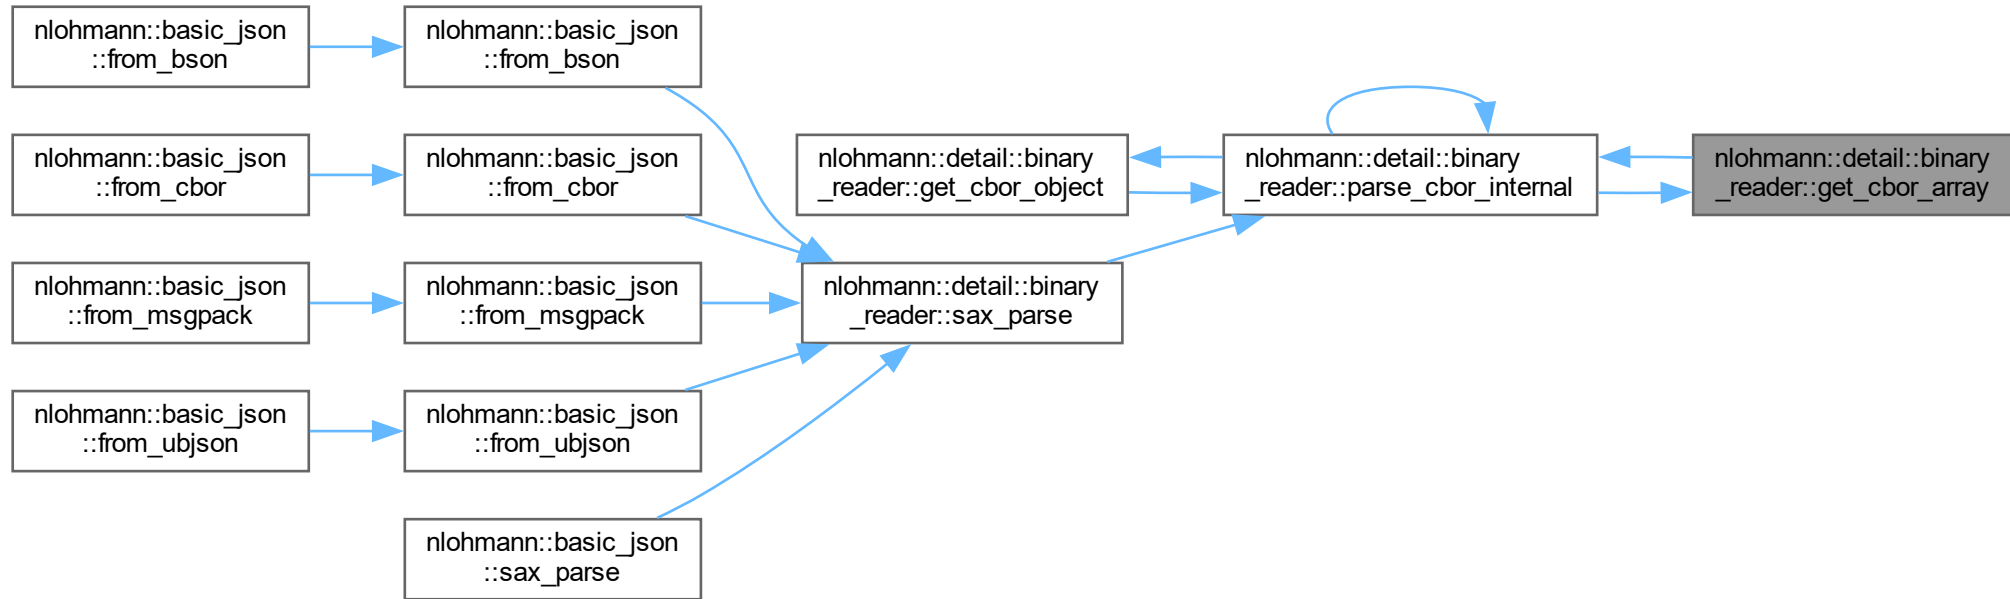 nlohmann::basic_json
::from_bson
nlohmann::basic_json
::from_bson
nlohmann::basic_json
::from_cbor
nlohmann::basic_json
::from_cbor
nlohmann::detail::binary
_reader::get_cbor_object
nlohmann::detail::binary
_reader::parse_cbor_internal
nlohmann::detail::binary
_reader::get_cbor_array
nlohmann::basic_json
::from_msgpack
nlohmann::basic_json
::from_msgpack
nlohmann::detail::binary
_reader::sax_parse
nlohmann::basic_json
::from_ubjson
nlohmann::basic_json
::from_ubjson
nlohmann::basic_json
::sax_parse